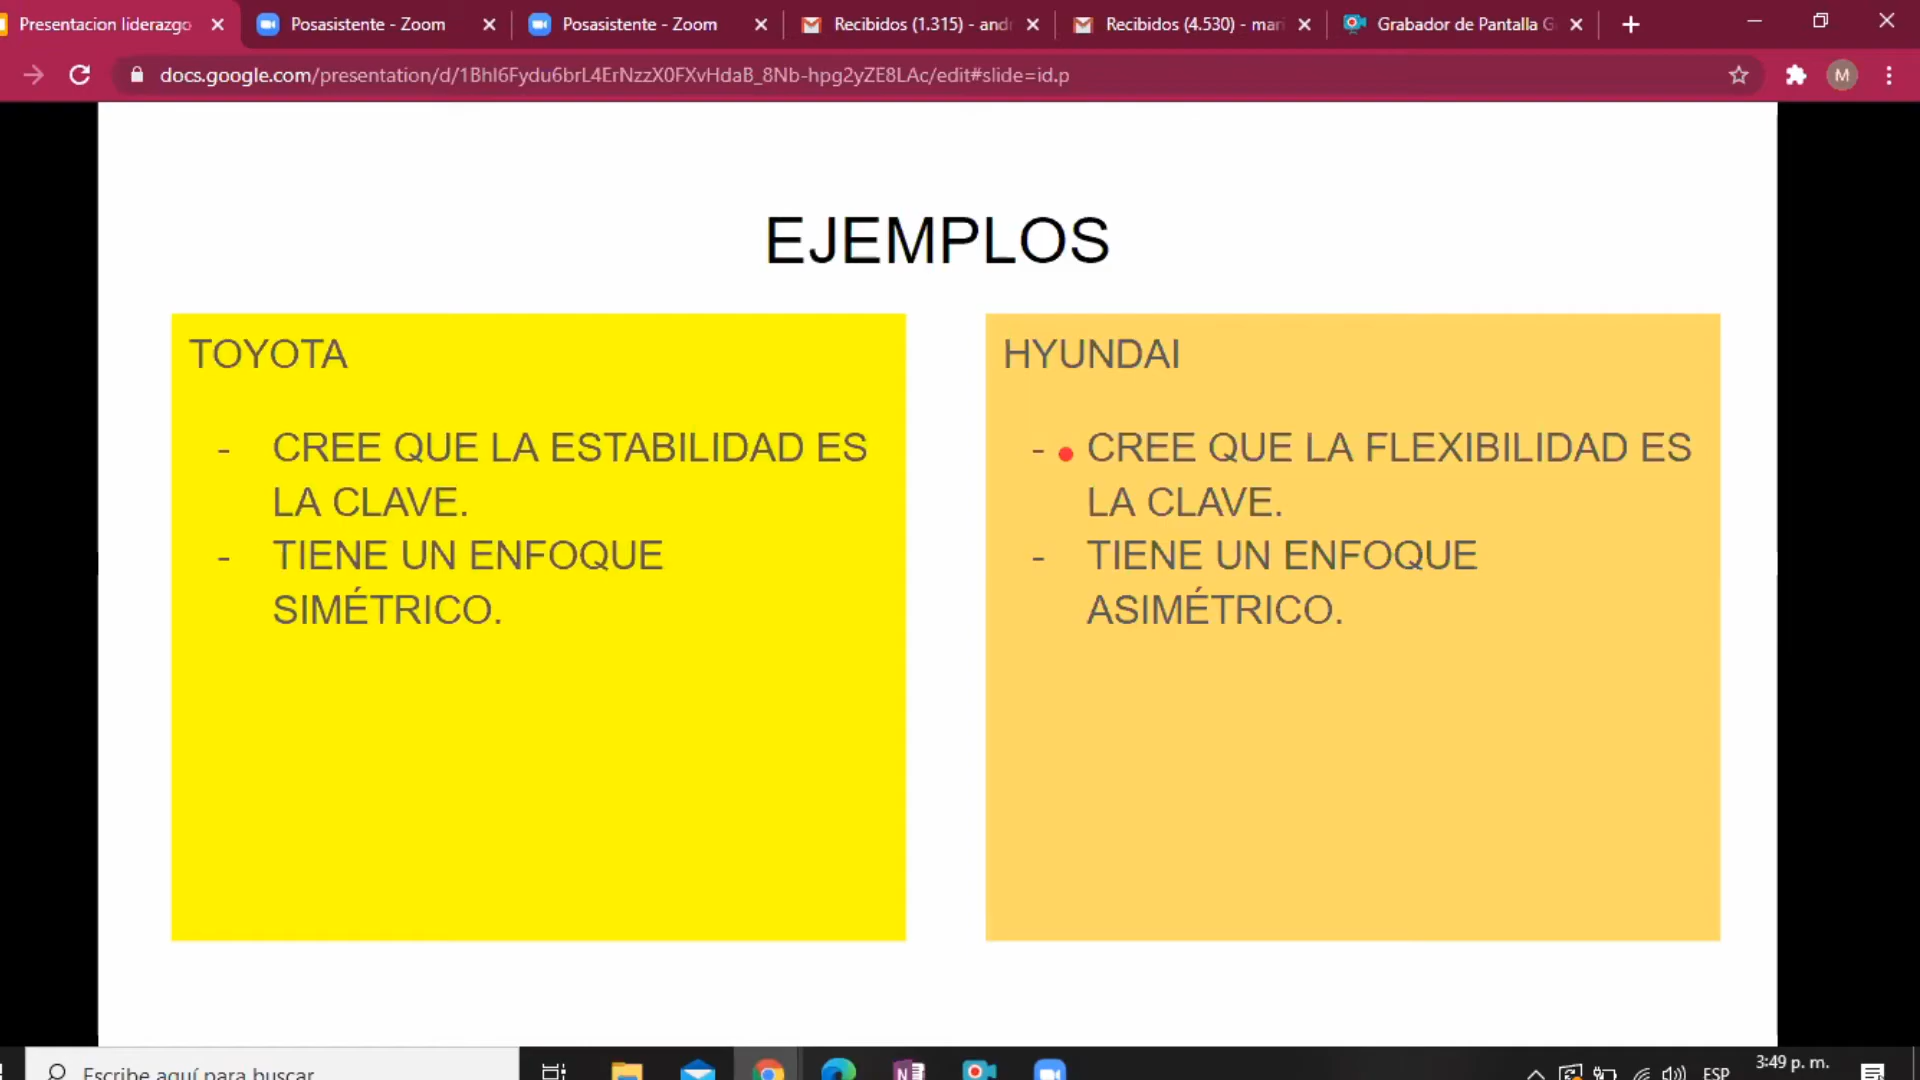 Presentacion liderazgo
Posasistente - Zoom
Posasistente - Zoom
Recibidos (1.315) - and
Recibidos (4.530) - mari
Grabador de Pantalla G
docs.google.com/presentation/d/1Bhl6Fydu6brL4ErNzzX0FXvHdaB_8Nb-hpg2yZE8LAc/edit#slide=id.p
M
EJEMPLOS
TOYOTA
- CREE QUE LA ESTABILIDAD ES
LA CLAVE.
- TIENE UN ENFOQUE
SIMÉTRICO.
HYUNDAI
- CREE QUE LA FLEXIBILIDAD ES
LA CLAVE.
- TIENE UN ENFOQUE
ASIMÉTRICO.
Escribe aquí para buscar
N
ESP
3:49 p. m.